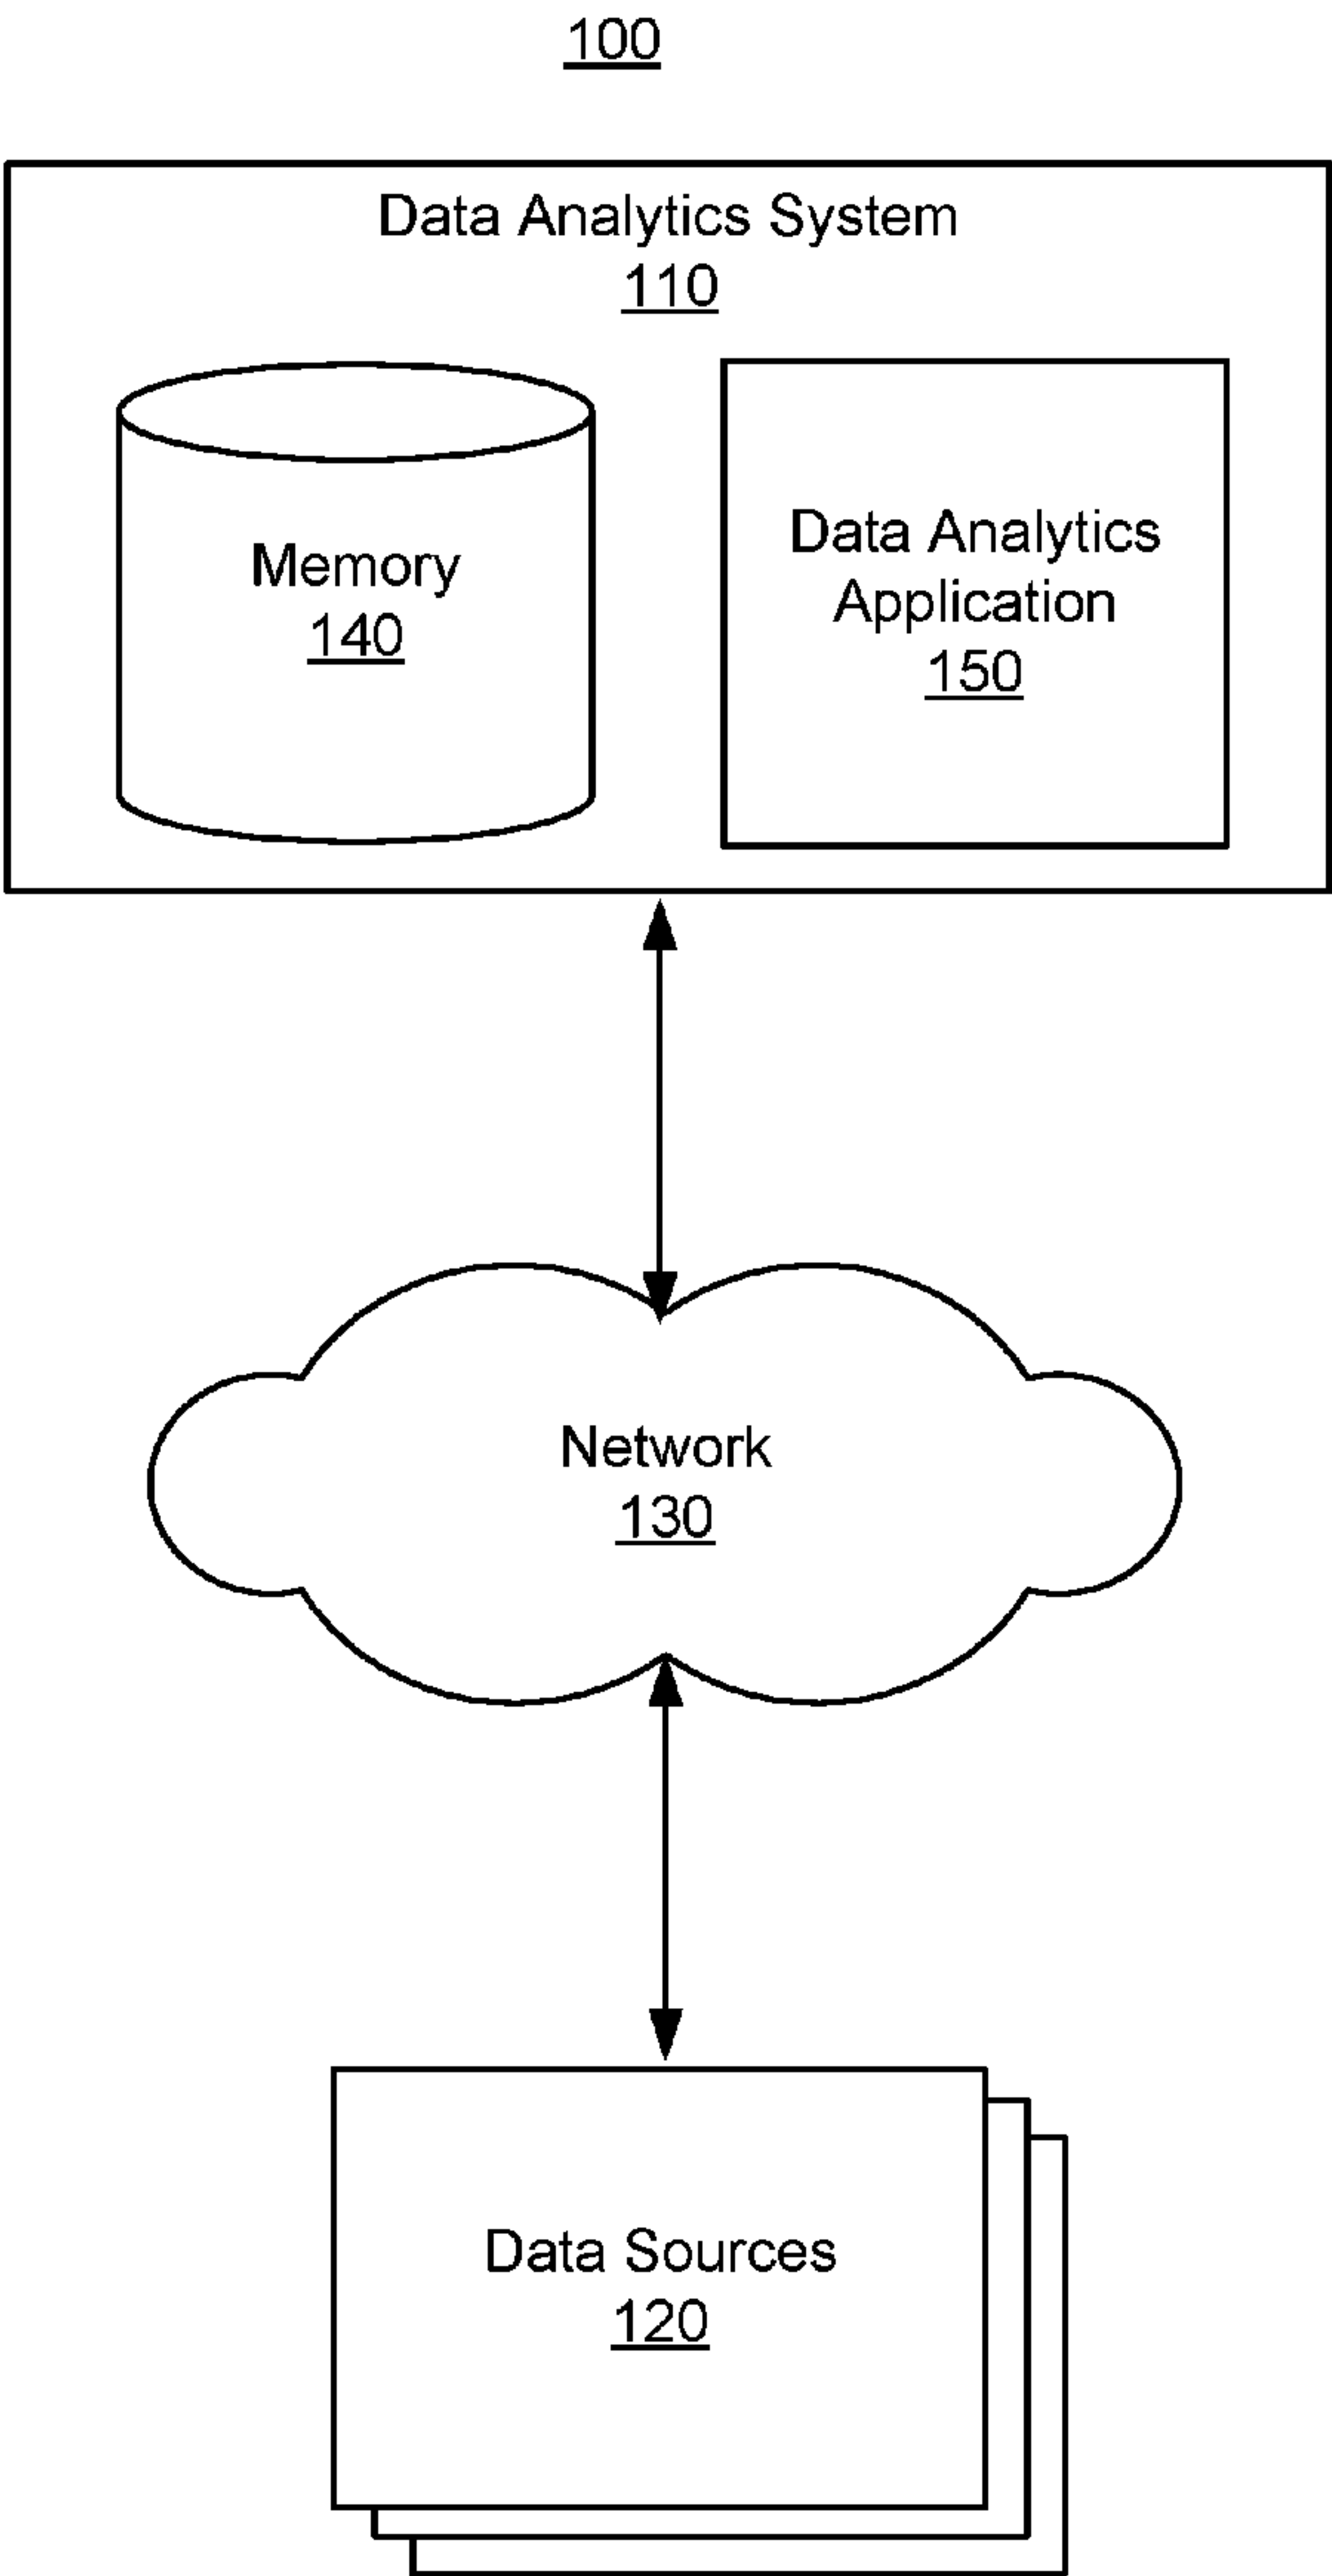 100
Data Analytics System
110
Memory
140
Data Analytics
Application
150
Network
130
Data Sources
120